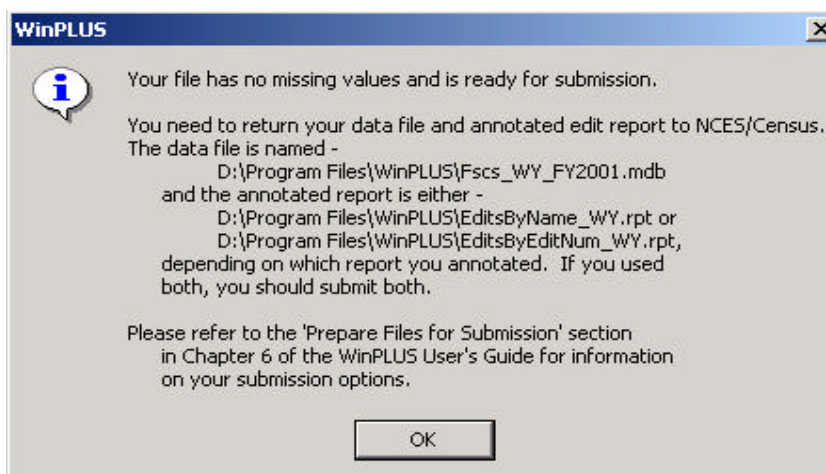 WinPLUS
Your file has no missing values and is ready for submission.
You need to return your data file and annotated edit report to NCES/Census.
The data file is named -
D:\Program Files\WinPLUS\Fscs_WY_FY2001.mdb
and the annotated report is either -
D:\Program Files\WinPLUS\EditsByName_WY.rpt or
D:\Program Files\WinPLUS\EditsByEditNum_WY.rpt,
depending on which report you annotated. If you used
both, you should submit both.
Please refer to the 'Prepare Files for Submission' section
in Chapter 6 of the WinPLUS User's Guide for information
on your submission options.
OK